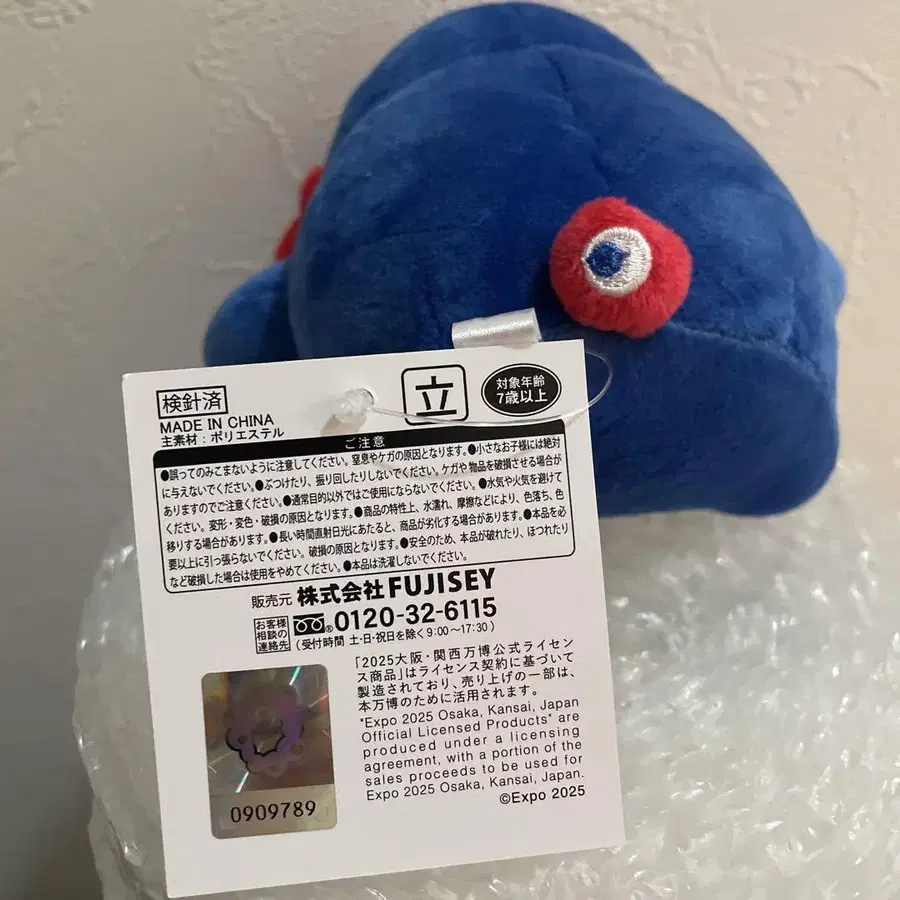 検針済
MADE IN CHINA
主素材：ポリエステル
立
対象年齢
7歳以上
ご注意
●誤ってのみこまないように注意してください。窒息やケガの原因となります。●小さなお子様には絶対
に与えないでください。●ぶつけたり、振り回したりしないでください。ケガや物品を破損させる場合が
ありますのでご注意ください。●通常目的以外ではご使用にならないでください。●水気や火気を避けて
ください。変形・変色・破損の原因となります。●商品の特性上、水濡れ、摩擦などにより、色落ち、色
移りする場合があります。●長い時間直射日光にあたると、商品が劣化する場合があります。●本品を必
要以上に引っ張らないでください。破損の原因となります。●安全のため、本品が破れたり、ほつれたり
など破損した場合は使用をやめてください。●本品は洗濯しないでください。
販売元 株式会社FUJISEY
お客様
相談の
連絡先
® 0120-32-6115
（受付時間 土・日・祝日を除く9:00〜17:30）
「2025大阪・関西万博公式ライセン
ス商品」はライセンス契約に基づいて
製造されており、売り上げの一部は、
本万博のために活用されます。
"Expo 2025 Osaka, Kansai, Japan
Official Licensed Products" are
produced under a licensing
agreement, with a portion of the
sales proceeds to be used for
Expo 2025 Osaka, Kansai, Japan.
©Expo 2025
0909789